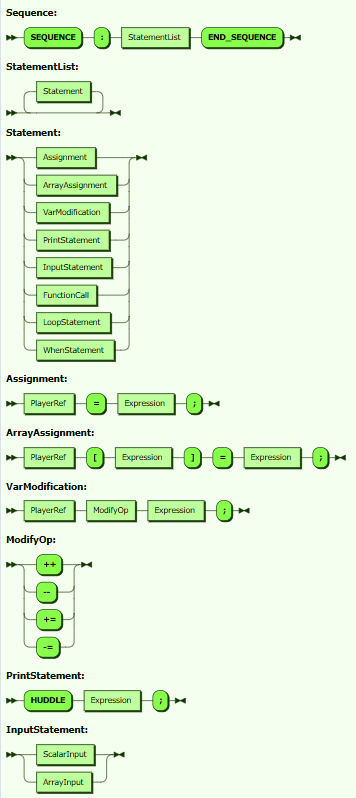 Sequence:
SEQUENCE : StatementList END_SEQUENCE
StatementList:
Statement
Statement:
Assignment
ArrayAssignment
VarModification
PrintStatement
InputStatement
FunctionCall
LoopStatement
WhenStatement
Assignment:
PlayerRef = Expression ;
ArrayAssignment:
PlayerRef [ Expression ] = Expression ;
VarModification:
PlayerRef ModifyOp Expression ;
ModifyOp:
++
--
+=
-=
PrintStatement:
HUDDLE Expression ;
InputStatement:
ScalarInput
ArrayInput